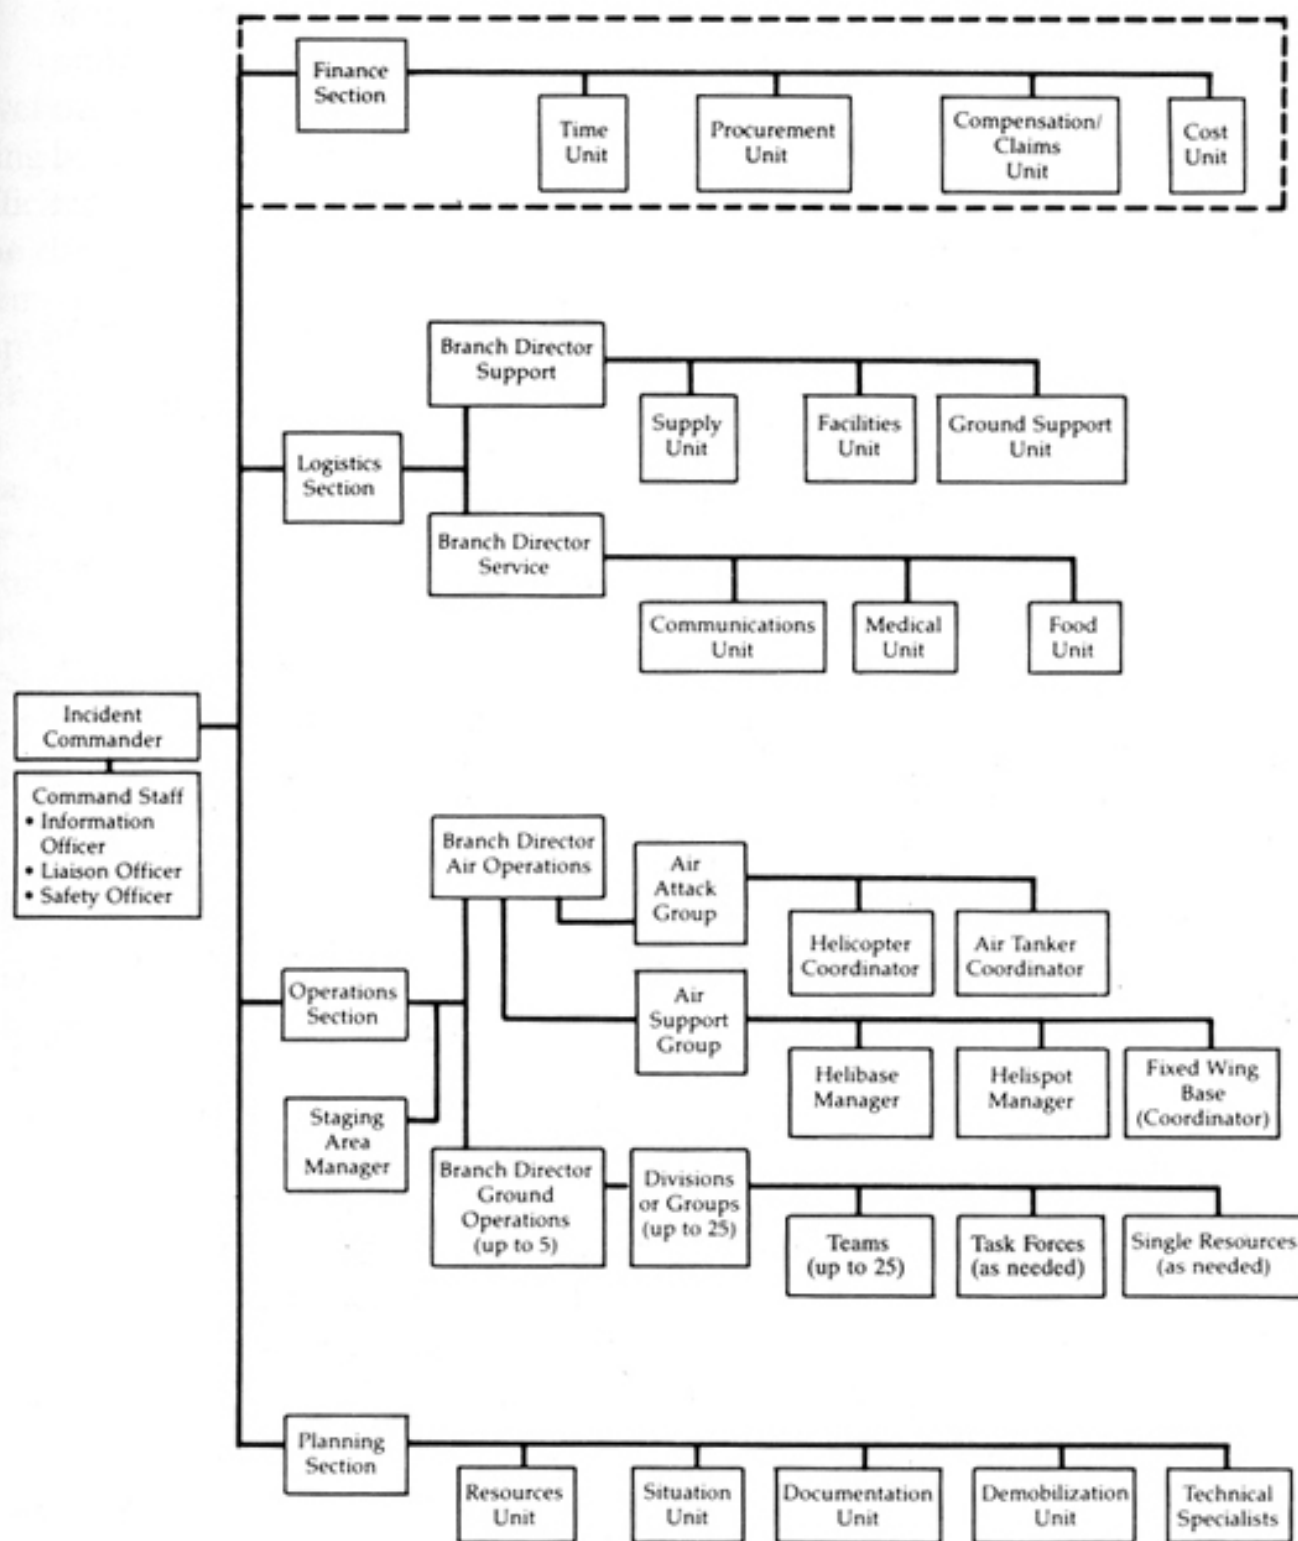 Finance
Section
Time
Unit
Procurement
Unit
Compensation/
Claims
Unit
Cost
Unit
Branch Director
Support
Supply
Unit
Facilities
Unit
Ground Support
Unit
Logistics
Section
Branch Director
Service
Communications
Unit
Medical
Unit
Food
Unit
Incident
Commander
Command Staff
• Information
Officer
• Liaison Officer
• Safety Officer
Branch Director
Air Operations
Air
Attack
Group
Helicopter
Coordinator
Air Tanker
Coordinator
Operations
Section
Air
Support
Group
Helibase
Manager
Helispot
Manager
Fixed Wing
Base
(Coordinator)
Staging
Area
Manager
Branch Director
Ground
Operations
(up to 5)
Divisions
or Groups
(up to 25)
Teams
(up to 25)
Task Forces
(as needed)
Single Resources
(as needed)
Planning
Section
Resources
Unit
Situation
Unit
Documentation
Unit
Demobilization
Unit
Technical
Specialists